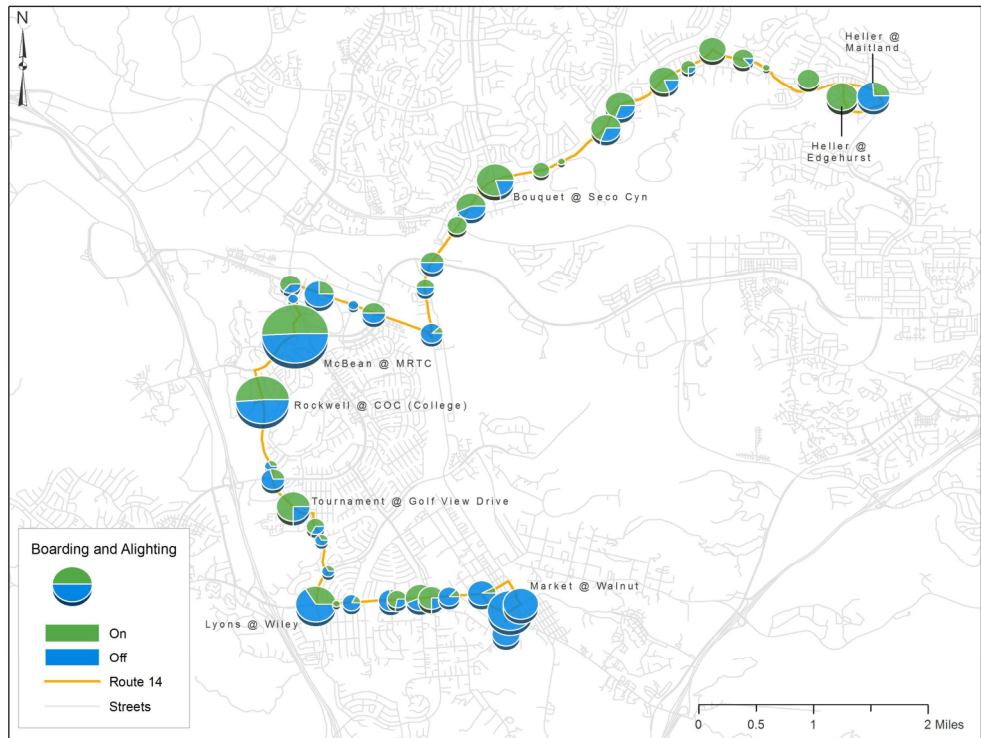 N
Heller @
Maitland
Heller @
Edgehurst
Bouquet @ Seco Cyn
McBean @ MRTC
Rockwell @ COC (College)
Tournament @ Golf View Drive
Market @ Walnut
Lyons @ Wiley
Boarding and Alighting
On
Off
Route 14
Streets
0 0.5 1 2 Miles